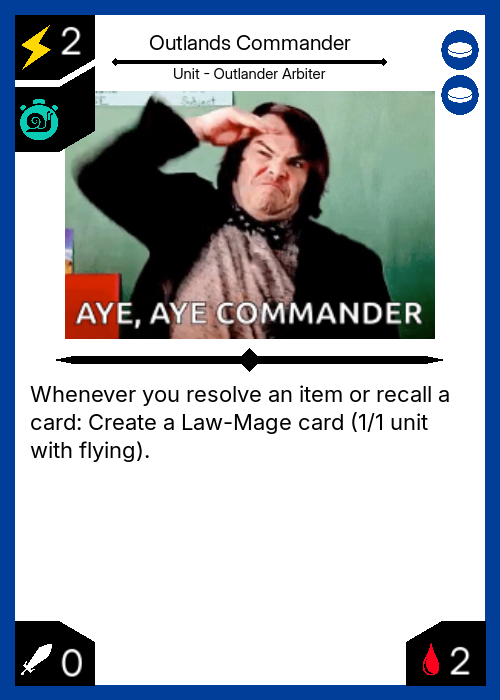 2
Outlands Commander
Unit - Outlander Arbiter
Subject
AYE, AYE COMMANDER
Whenever you resolve an item or recall a
card: Create a Law-Mage card (1/1 unit
with flying).
0
2